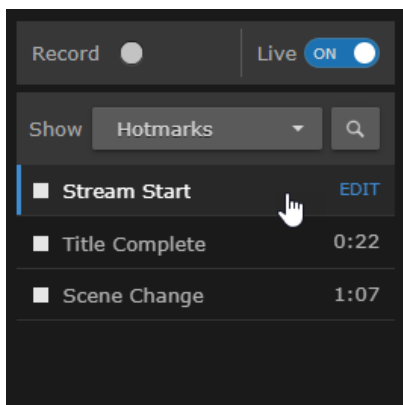 Record Live ON
Show Hotmarks
Stream Start EDIT
Title Complete 0:22
Scene Change 1:07